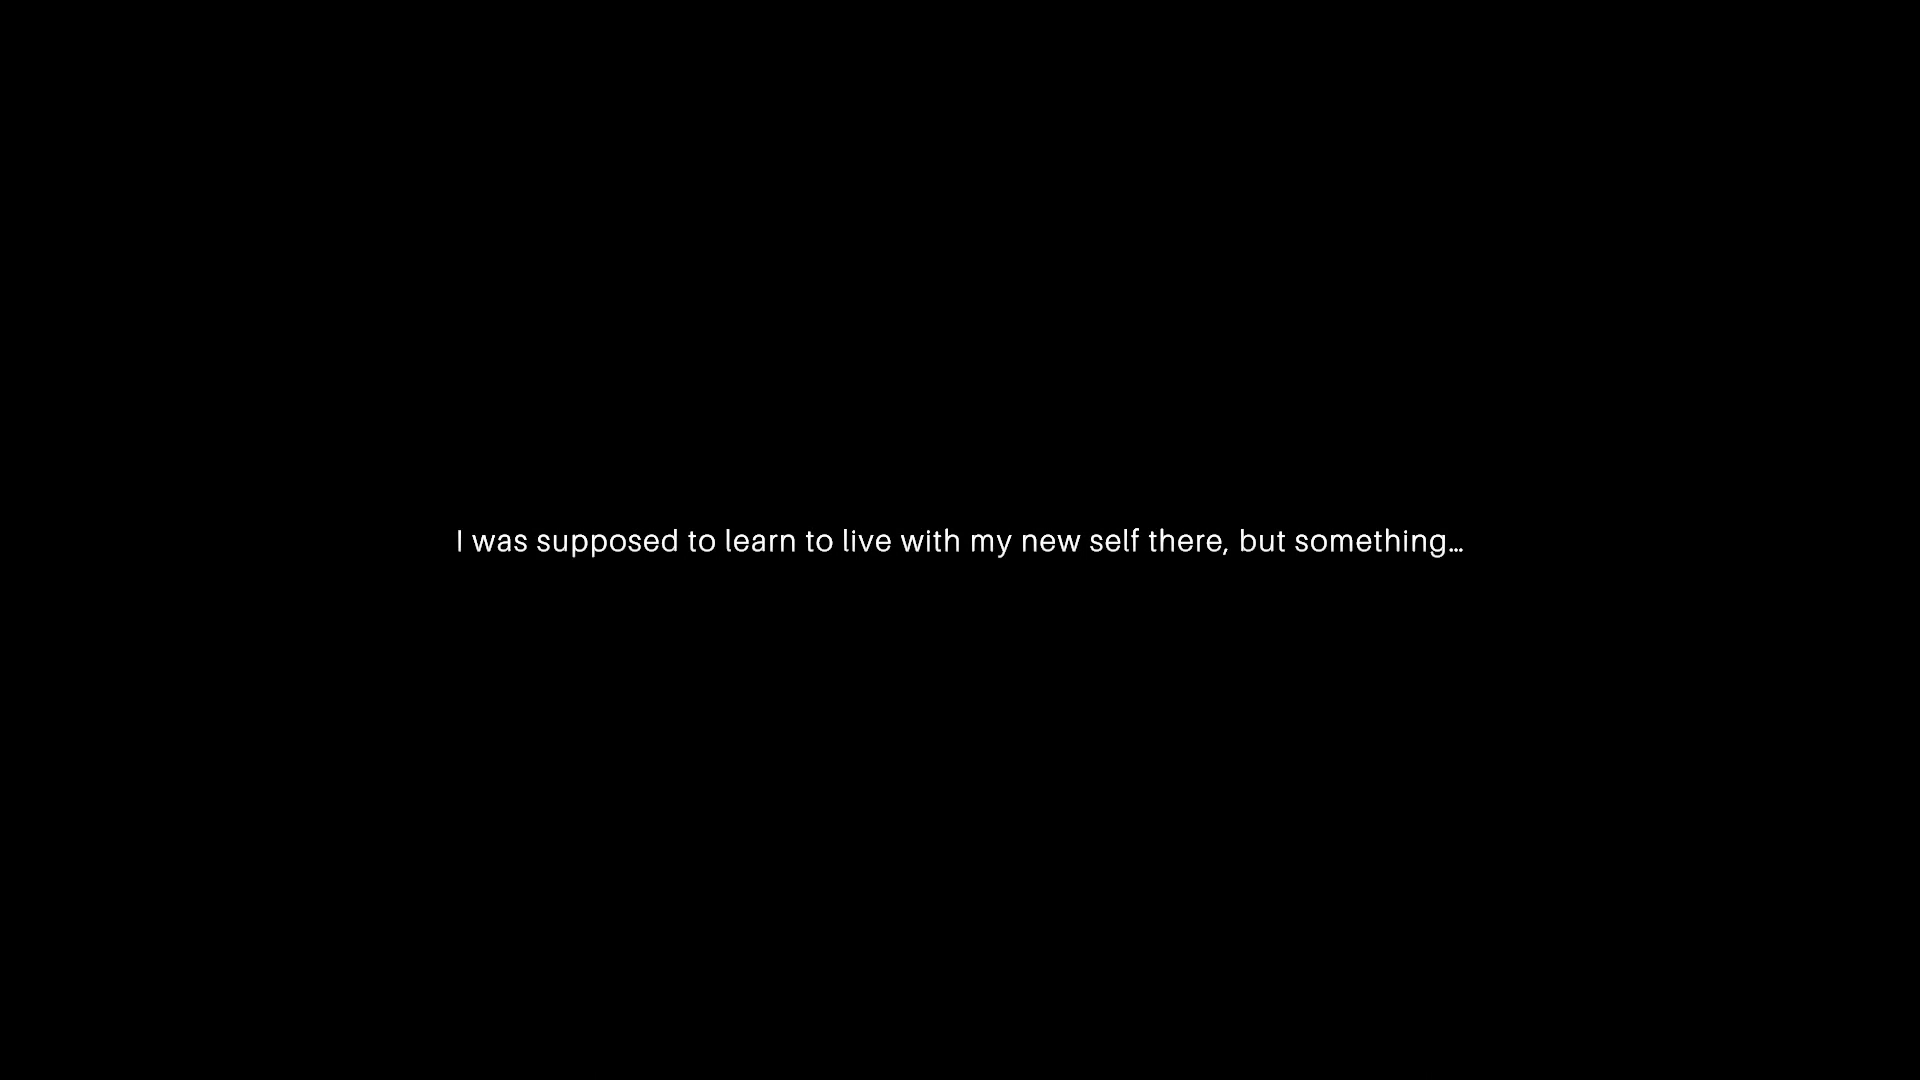 I was supposed to learn to live with my new self there, but something…